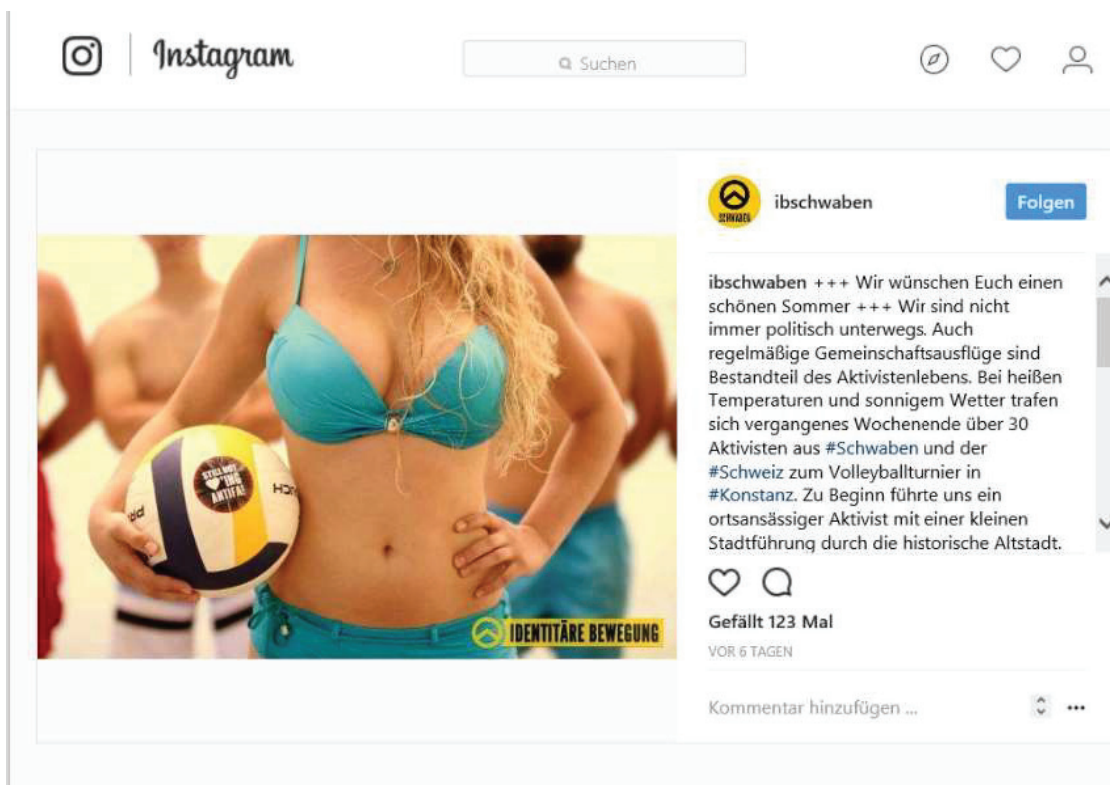 Instagram
Suchen
ibschwaben
Folgen
SCHWABEN
ibschwaben +++ Wir wünschen Euch einen
schönen Sommer +++ Wir sind nicht
immer politisch unterwegs. Auch
regelmäßige Gemeinschaftsausflüge sind
Bestandteil des Aktivistenlebens. Bei heißen
Temperaturen und sonnigem Wetter trafen
sich vergangenes Wochenende über 30
Aktivisten aus #Schwaben und der
#Schweiz zum Volleyballturnier in
#Konstanz. Zu Beginn führte uns ein
ortsansässiger Aktivist mit einer kleinen
Stadtführung durch die historische Altstadt.
STILL NOT
'ING
ANTIFA!
IDENTITÄRE BEWEGUNG
Gefällt 123 Mal
VOR 6 TAGEN
Kommentar hinzufügen ...